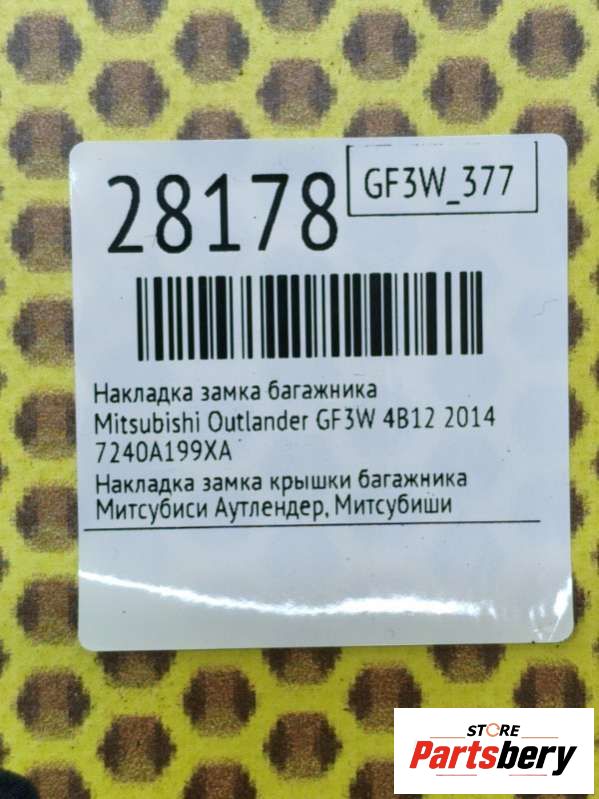 28178
GF3W_377
Накладка замка багажника
Mitsubishi Outlander GF3W 4B12 2014
7240A199XA
Накладка замка крышки багажника
Митсубиси Аутлендер, Митсубиши
STORE
Partsbery